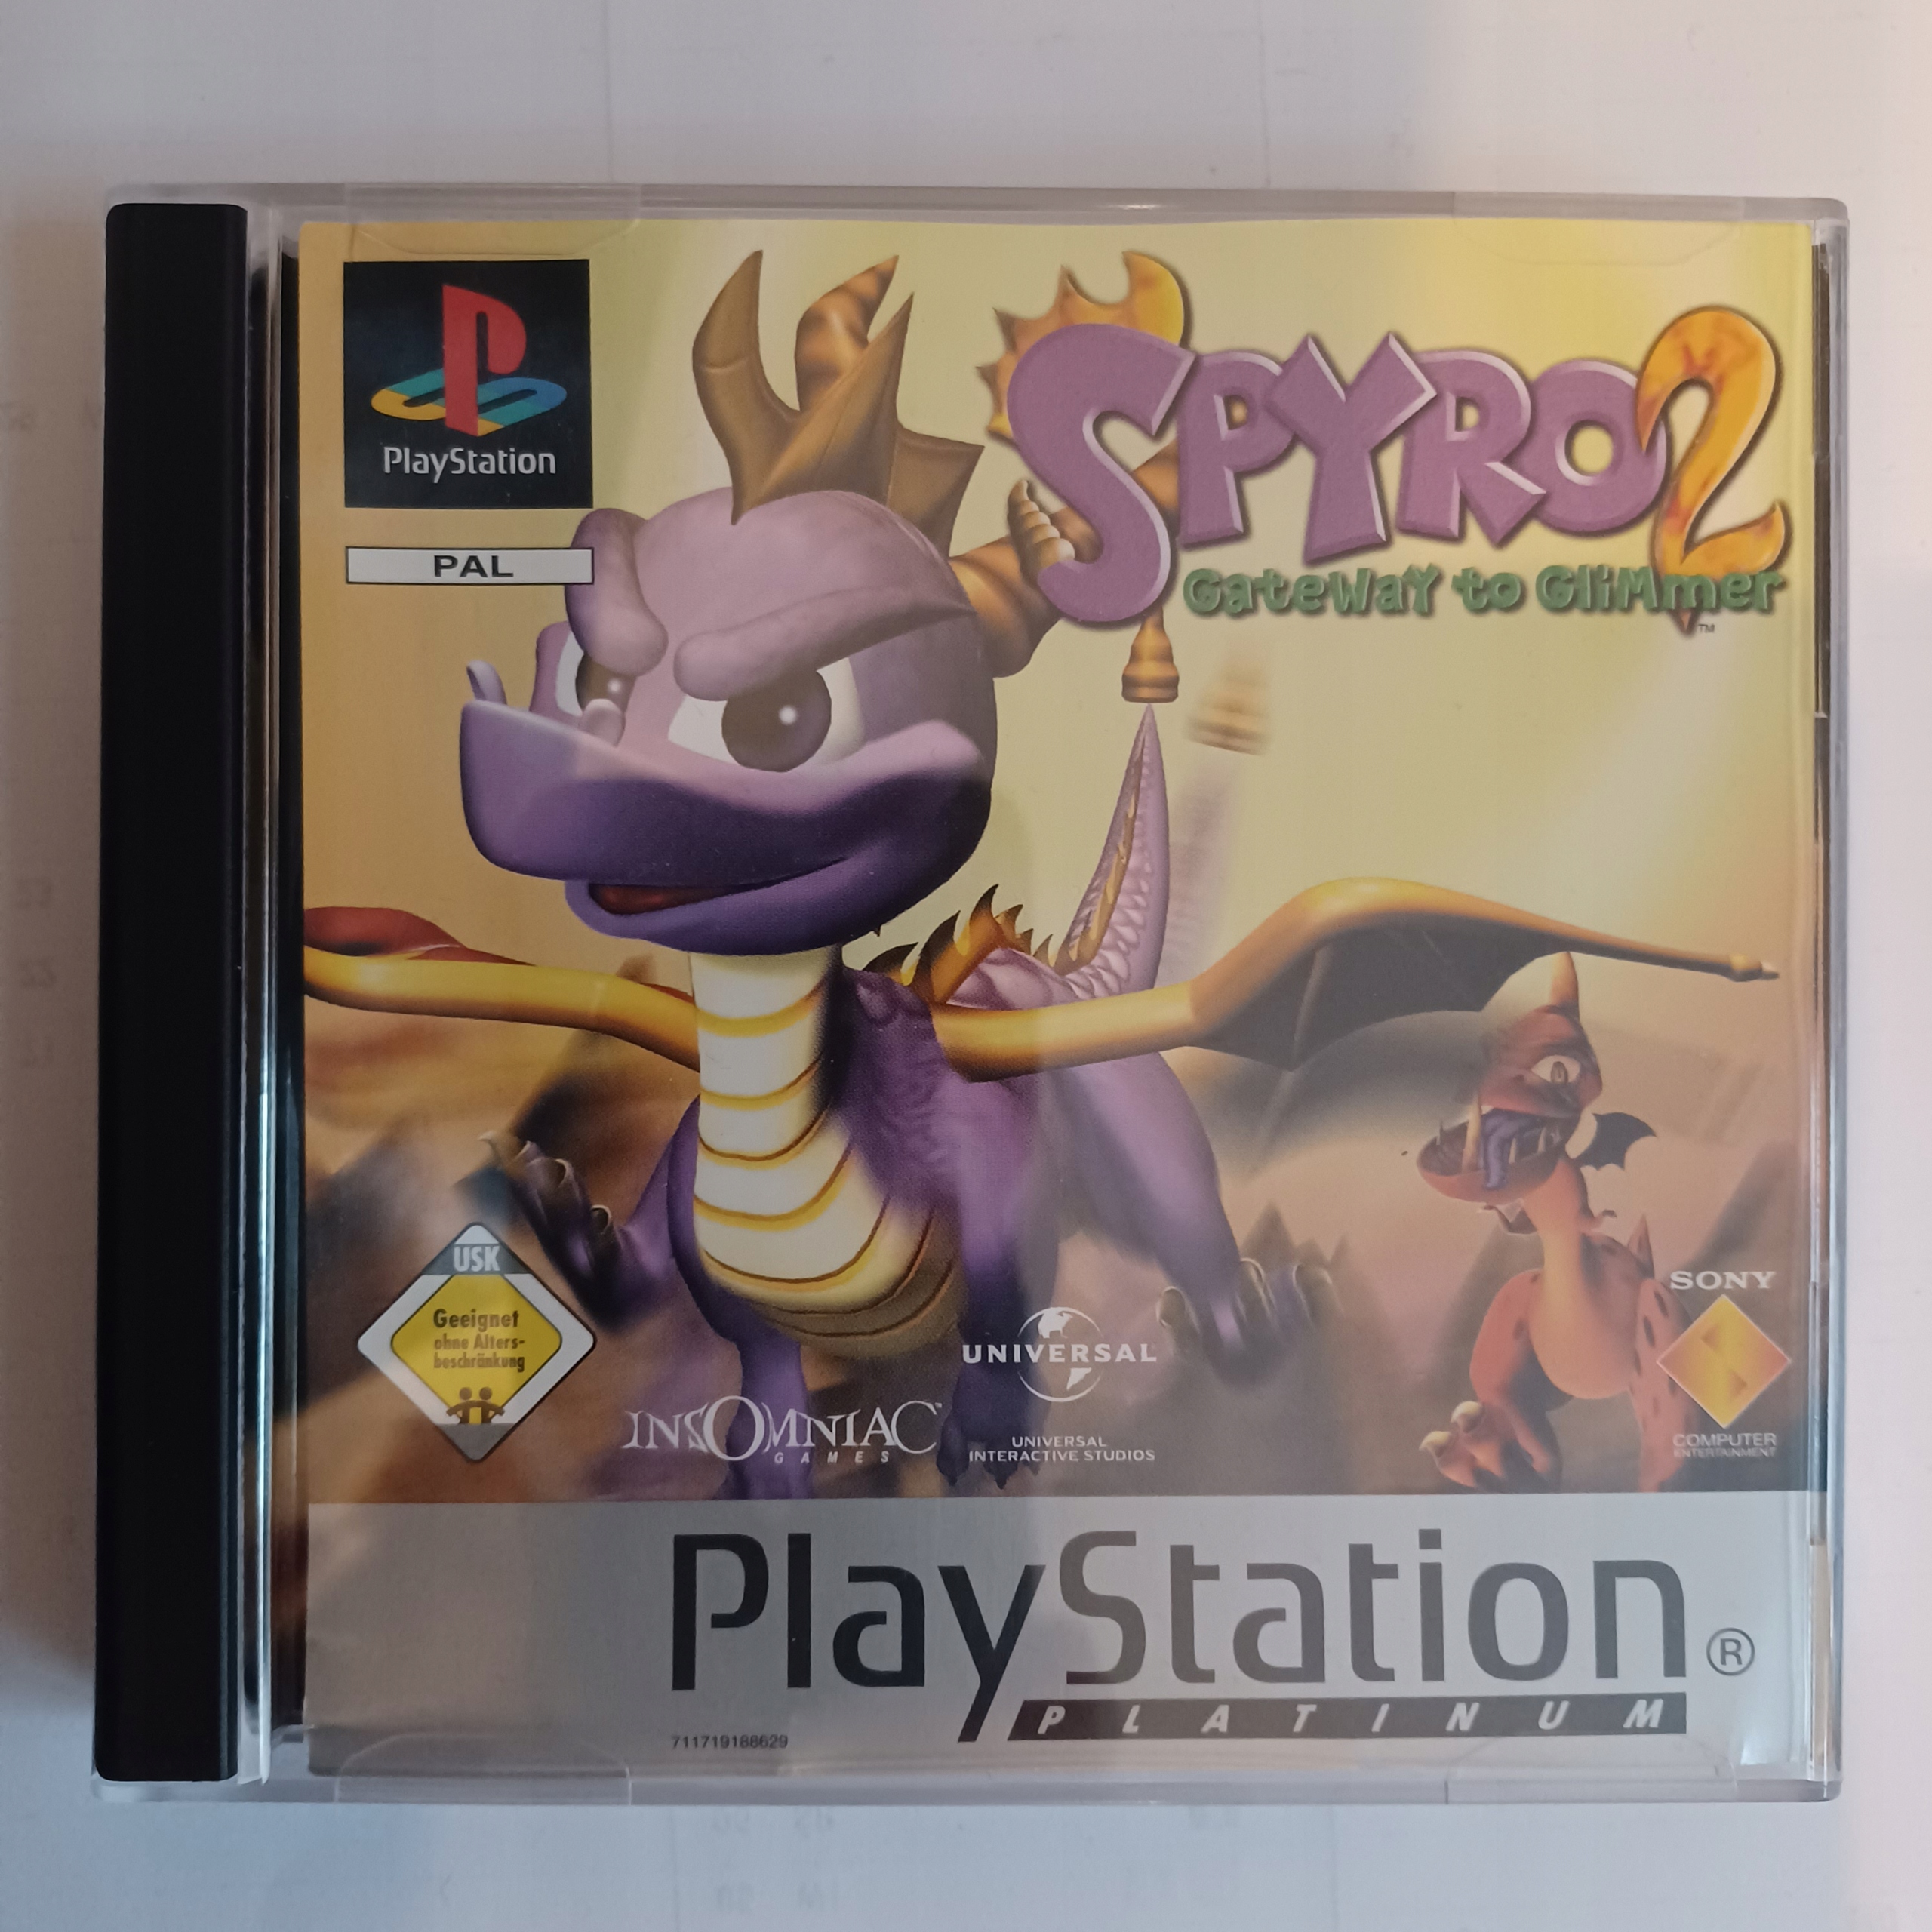 PlayStation
PAL
SPYRO 2
GateWaY to GliMmer
TM
USK
Geeignet
ohne Alters-
beschränkung
INSOMNIAC
GAMES
UNIVERSAL
UNIVERSAL
INTERACTIVE STUDIOS
SONY
COMPUTER
ENTERTAINMENT
PlayStation®
PLATINUM
711719188629